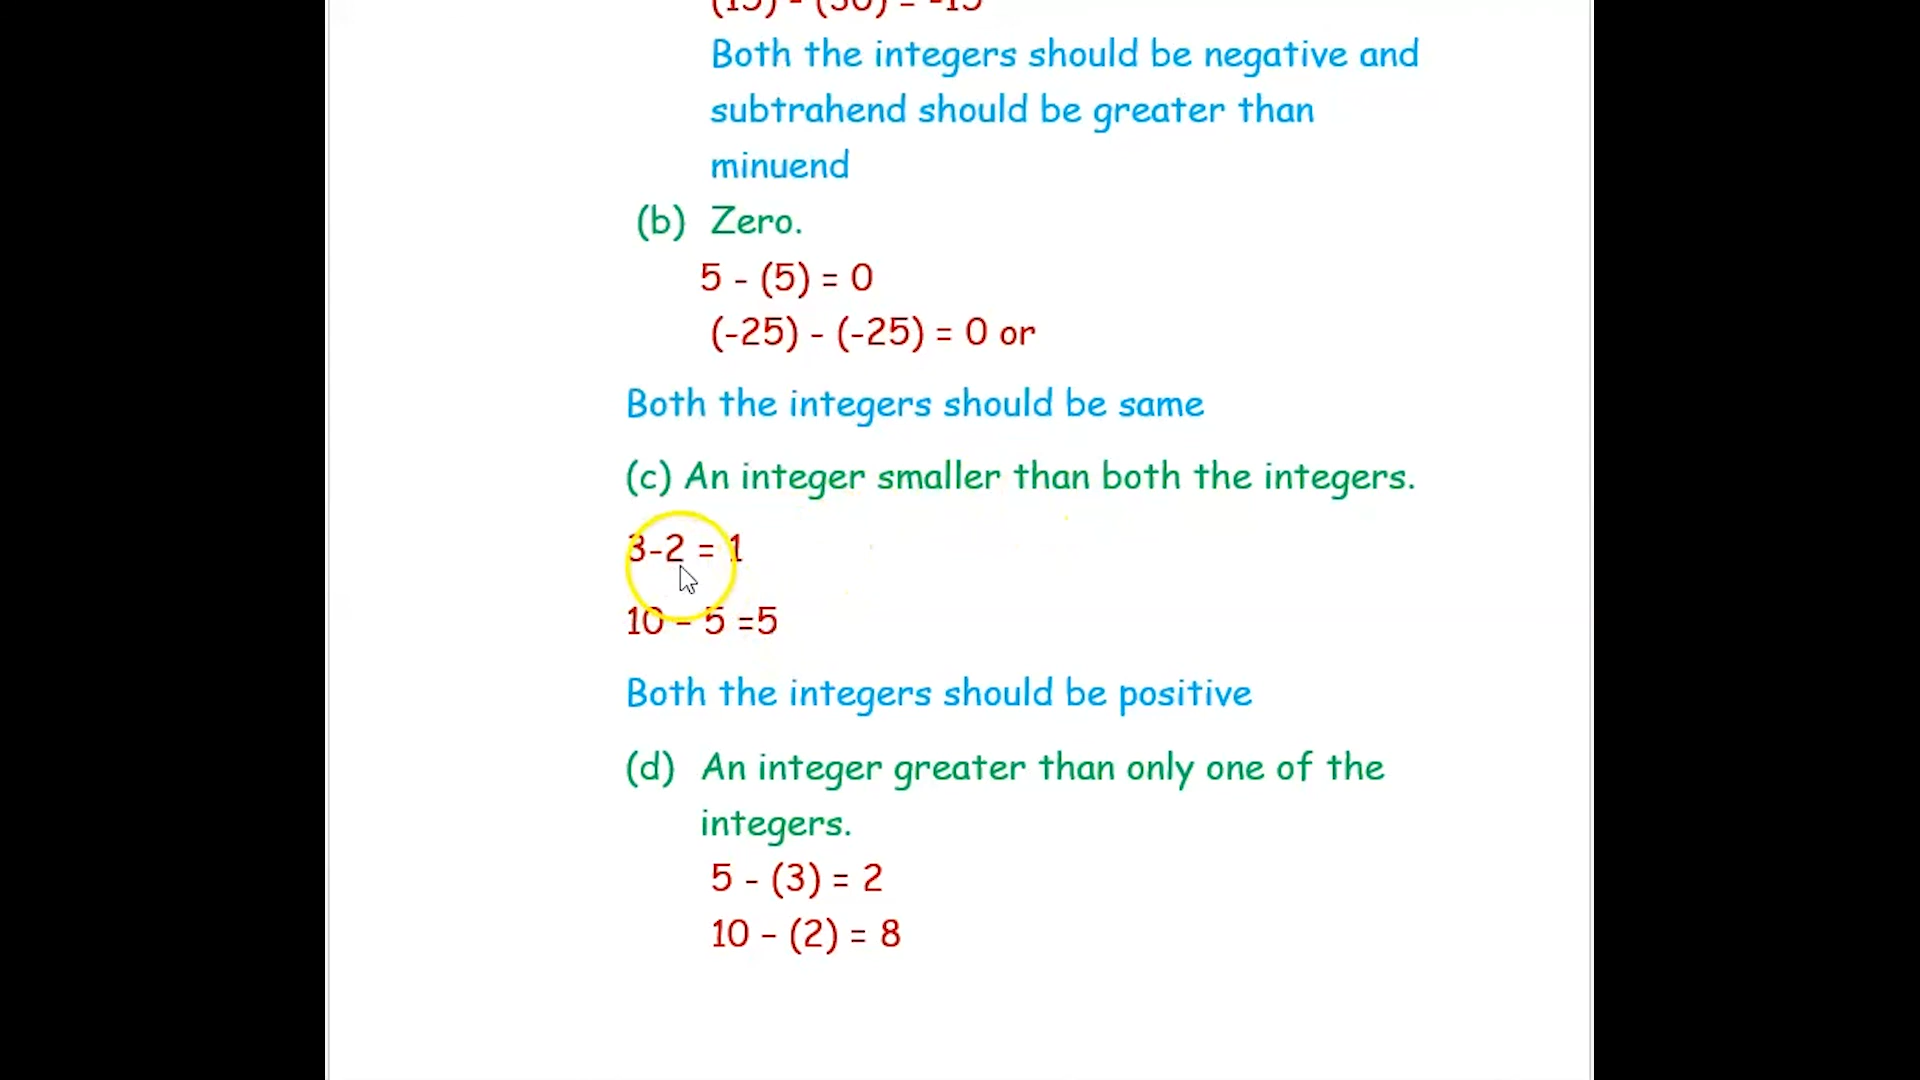 (15) - (30) = -15
Both the integers should be negative and
subtrahend should be greater than
minuend
(b) Zero.
5 - (5) = 0
(-25) - (-25) = 0 or
Both the integers should be same
(c) An integer smaller than both the integers.
3-2 = 1
10 – 5 =5
Both the integers should be positive
(d) An integer greater than only one of the
integers.
5 - (3) = 2
10 – (2) = 8